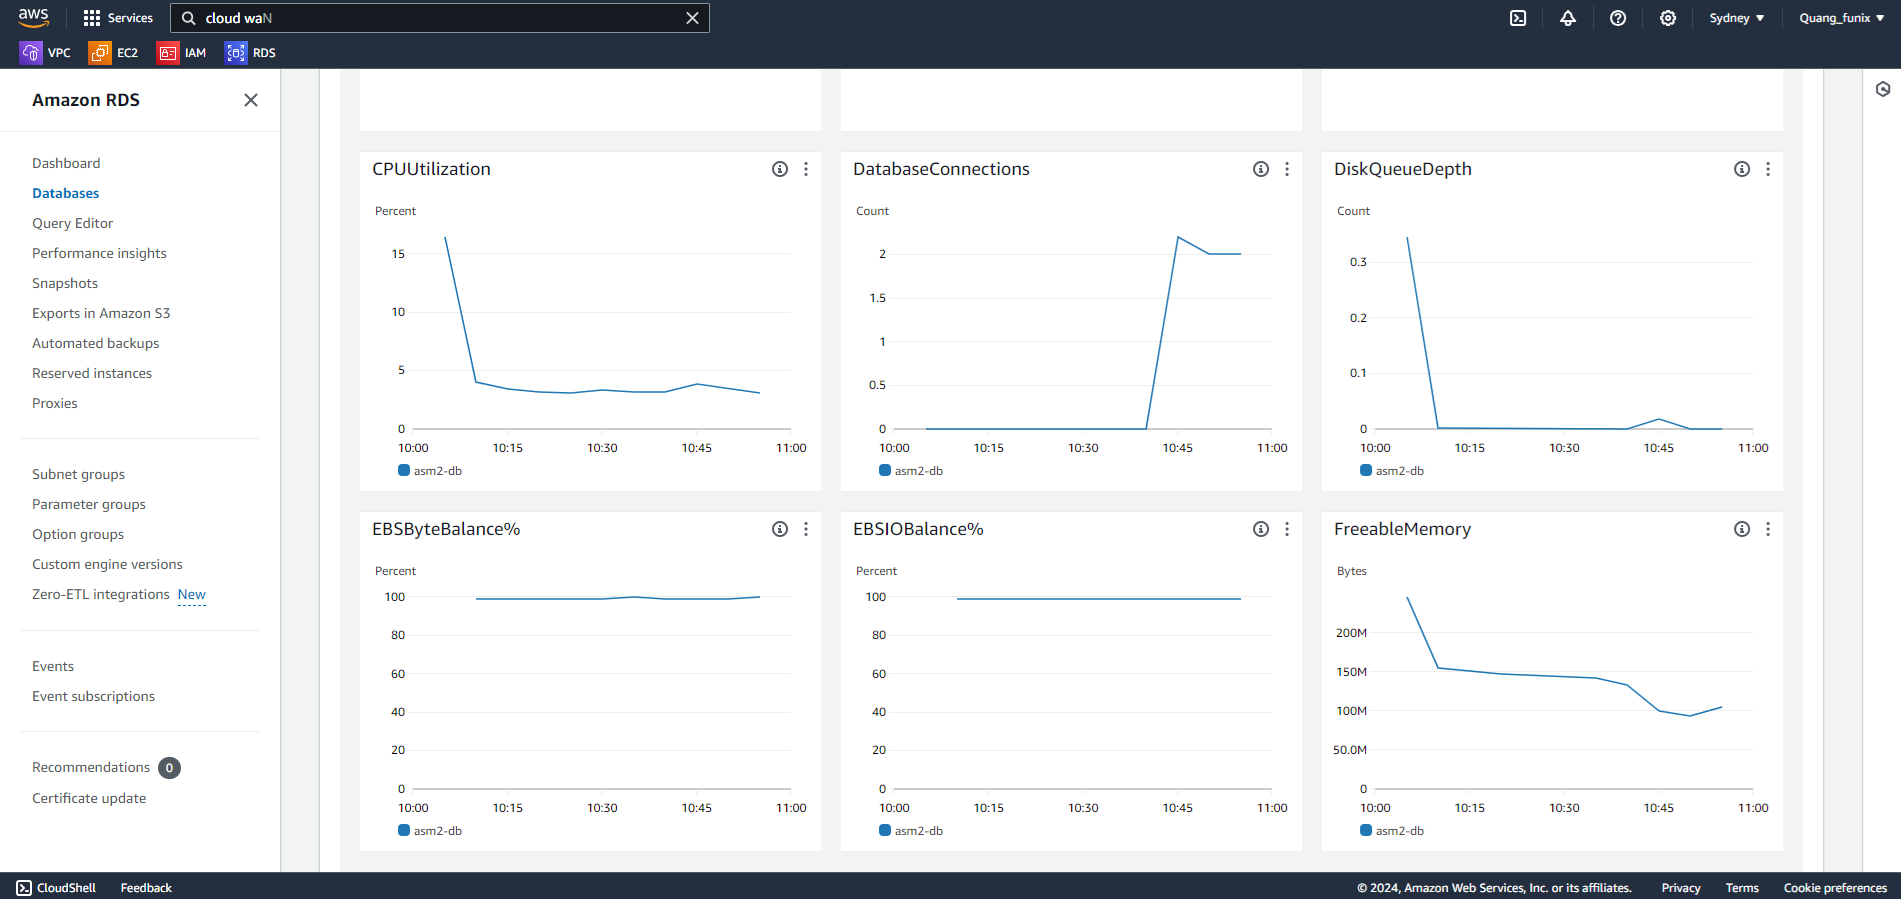 aws
Services
cloud waN
Sydney
Quang_funix
VPC
EC2
IAM
RDS
Amazon RDS
Dashboard
Databases
Query Editor
Performance insights
Snapshots
Exports in Amazon S3
Automated backups
Reserved instances
Proxies
Subnet groups
Parameter groups
Option groups
Custom engine versions
Zero-ETL integrations New
Events
Event subscriptions
Recommendations 0
Certificate update
CPUUtilization
Percent
15
10
5
0
10:00 10:15 10:30 10:45 11:00
asm2-db
DatabaseConnections
Count
2
1.5
1
0.5
0
10:00 10:15 10:30 10:45 11:00
asm2-db
DiskQueueDepth
Count
0.3
0.2
0.1
0
10:00 10:15 10:30 10:45 11:00
asm2-db
EBSByteBalance%
Percent
100
80
60
40
20
0
10:00 10:15 10:30 10:45 11:00
asm2-db
EBSIOBalance%
Percent
100
80
60
40
20
0
10:00 10:15 10:30 10:45 11:00
asm2-db
FreeableMemory
Bytes
200M
150M
100M
50.0M
0
10:00 10:15 10:30 10:45 11:00
asm2-db
CloudShell
Feedback
© 2024, Amazon Web Services, Inc. or its affiliates.
Privacy
Terms
Cookie preferences